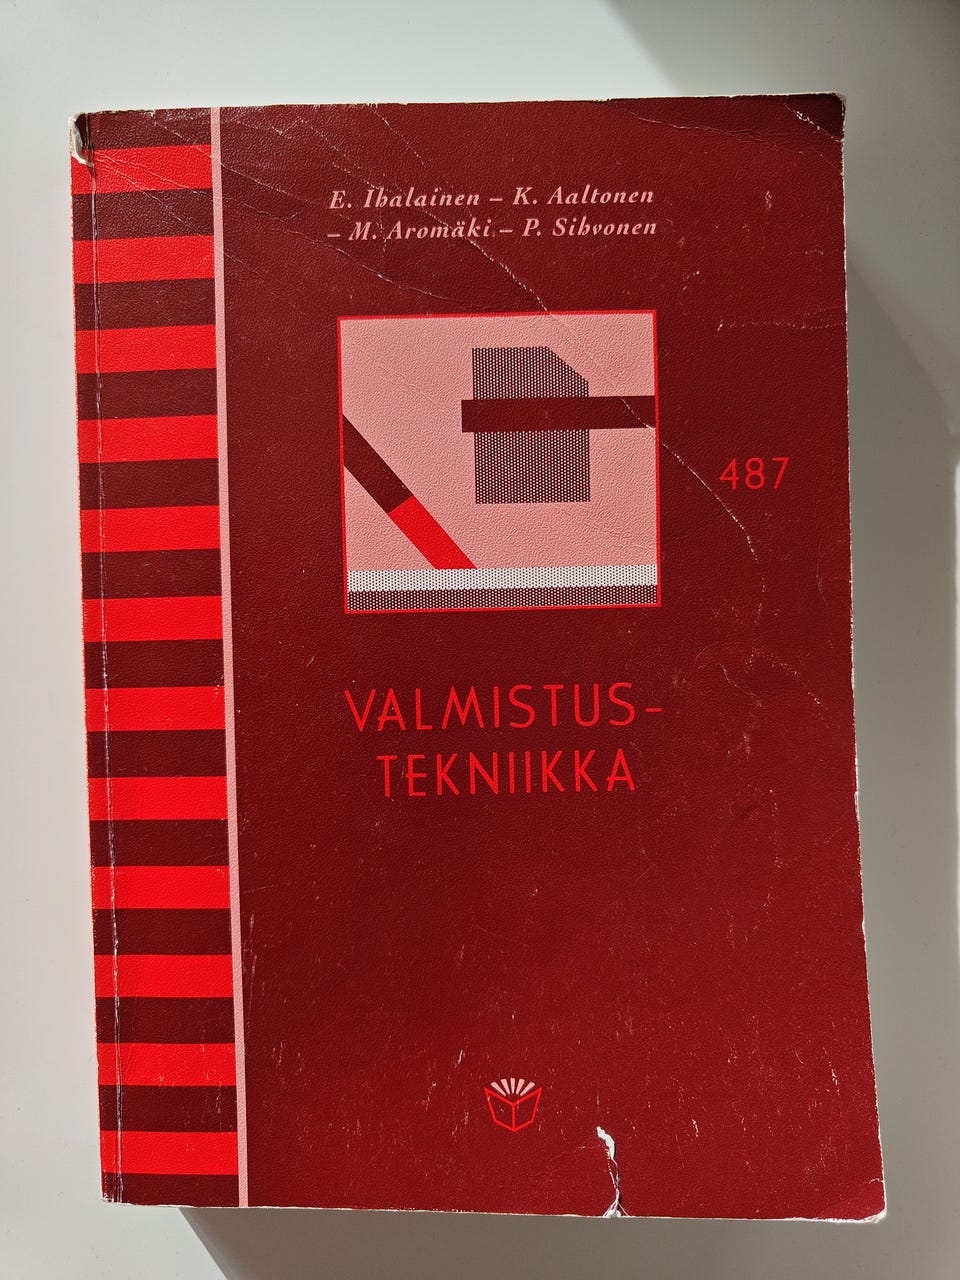 E. Ihalainen – K. Aaltonen
– M. Aromäki – P. Sihvonen
487
VALMISTUS-
TEKNIIKKA